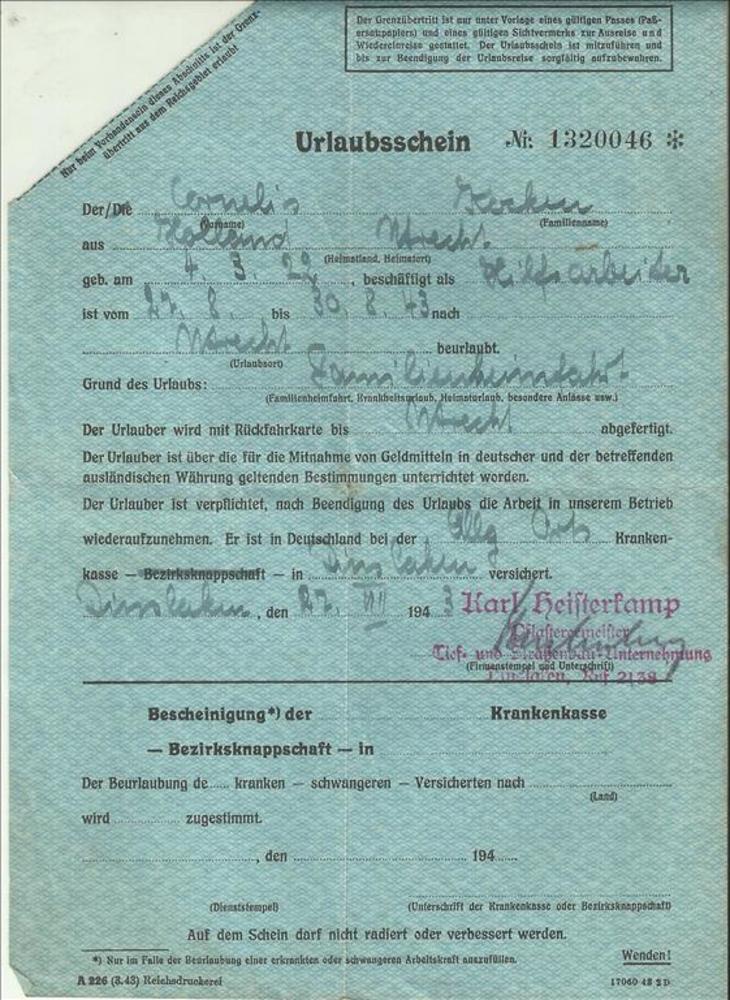 Nur beim Vorhandensein dieses Abschnitts ist der Grenz-
übertritt aus dem Reichsgebiet erlaubt
Der Grenzübertritt ist nur unter Vorlage eines gültigen Passes (Paß-
ersatzpapiers) und eines gültigen Sichtvermerks zur Ausreise und
Wiedereinreise gestattet. Der Urlaubsschein ist mitzuführen und
bis zur Beendigung der Urlaubsreise sorgfältig aufzubewahren.
Urlaubsschein Nr. 1320046 *
Der/Die Cornelis
(Vorname) (Familienname)
aus Holland Utrecht
(Heimatland, Heimatort)
geb. am 4. 3. 22, beschäftigt als Hilfsarbeiter
ist vom 27. 8. bis 30. 8. 43 nach
Utrecht beurlaubt.
(Urlaubsort)
Grund des Urlaubs: Familienheimfahrt
(Familienheimfahrt, Krankheitsurlaub, Heimaturlaub, besondere Anlässe usw.)
Der Urlauber wird mit Rückfahrkarte bis Utrecht abgefertigt.
Der Urlauber ist über die für die Mitnahme von Geldmitteln in deutscher und der betreffenden
ausländischen Währung geltenden Bestimmungen unterrichtet worden.
Der Urlauber ist verpflichtet, nach Beendigung des Urlaubs die Arbeit in unserem Betrieb
wiederaufzunehmen. Er ist in Deutschland bei der Allg Orts Kranken-
kasse — Bezirksknappschaft — in Dinslaken versichert.
Dinslaken, den 27. VII 1943
Karl Heisterkamp
Pflastermeister
Tief- und Straßenbau-Unternehmung
(Firmenstempel und Unterschrift)
Dinslaken, Ruf 2138
Bescheinigung*) der Krankenkasse
— Bezirksknappschaft — in
Der Beurlaubung de..... kranken — schwangeren — Versicherten nach
(Land)
wird zugestimmt.
, den 194
(Dienststempel) (Unterschrift der Krankenkasse oder Bezirksknappschaft)
Auf dem Schein darf nicht radiert oder verbessert werden.
*) Nur im Falle der Beurlaubung einer erkrankten oder schwangeren Arbeitskraft auszufüllen.
Wenden!
A 226 (3.43) Reichsdruckerei 17060 43 2D